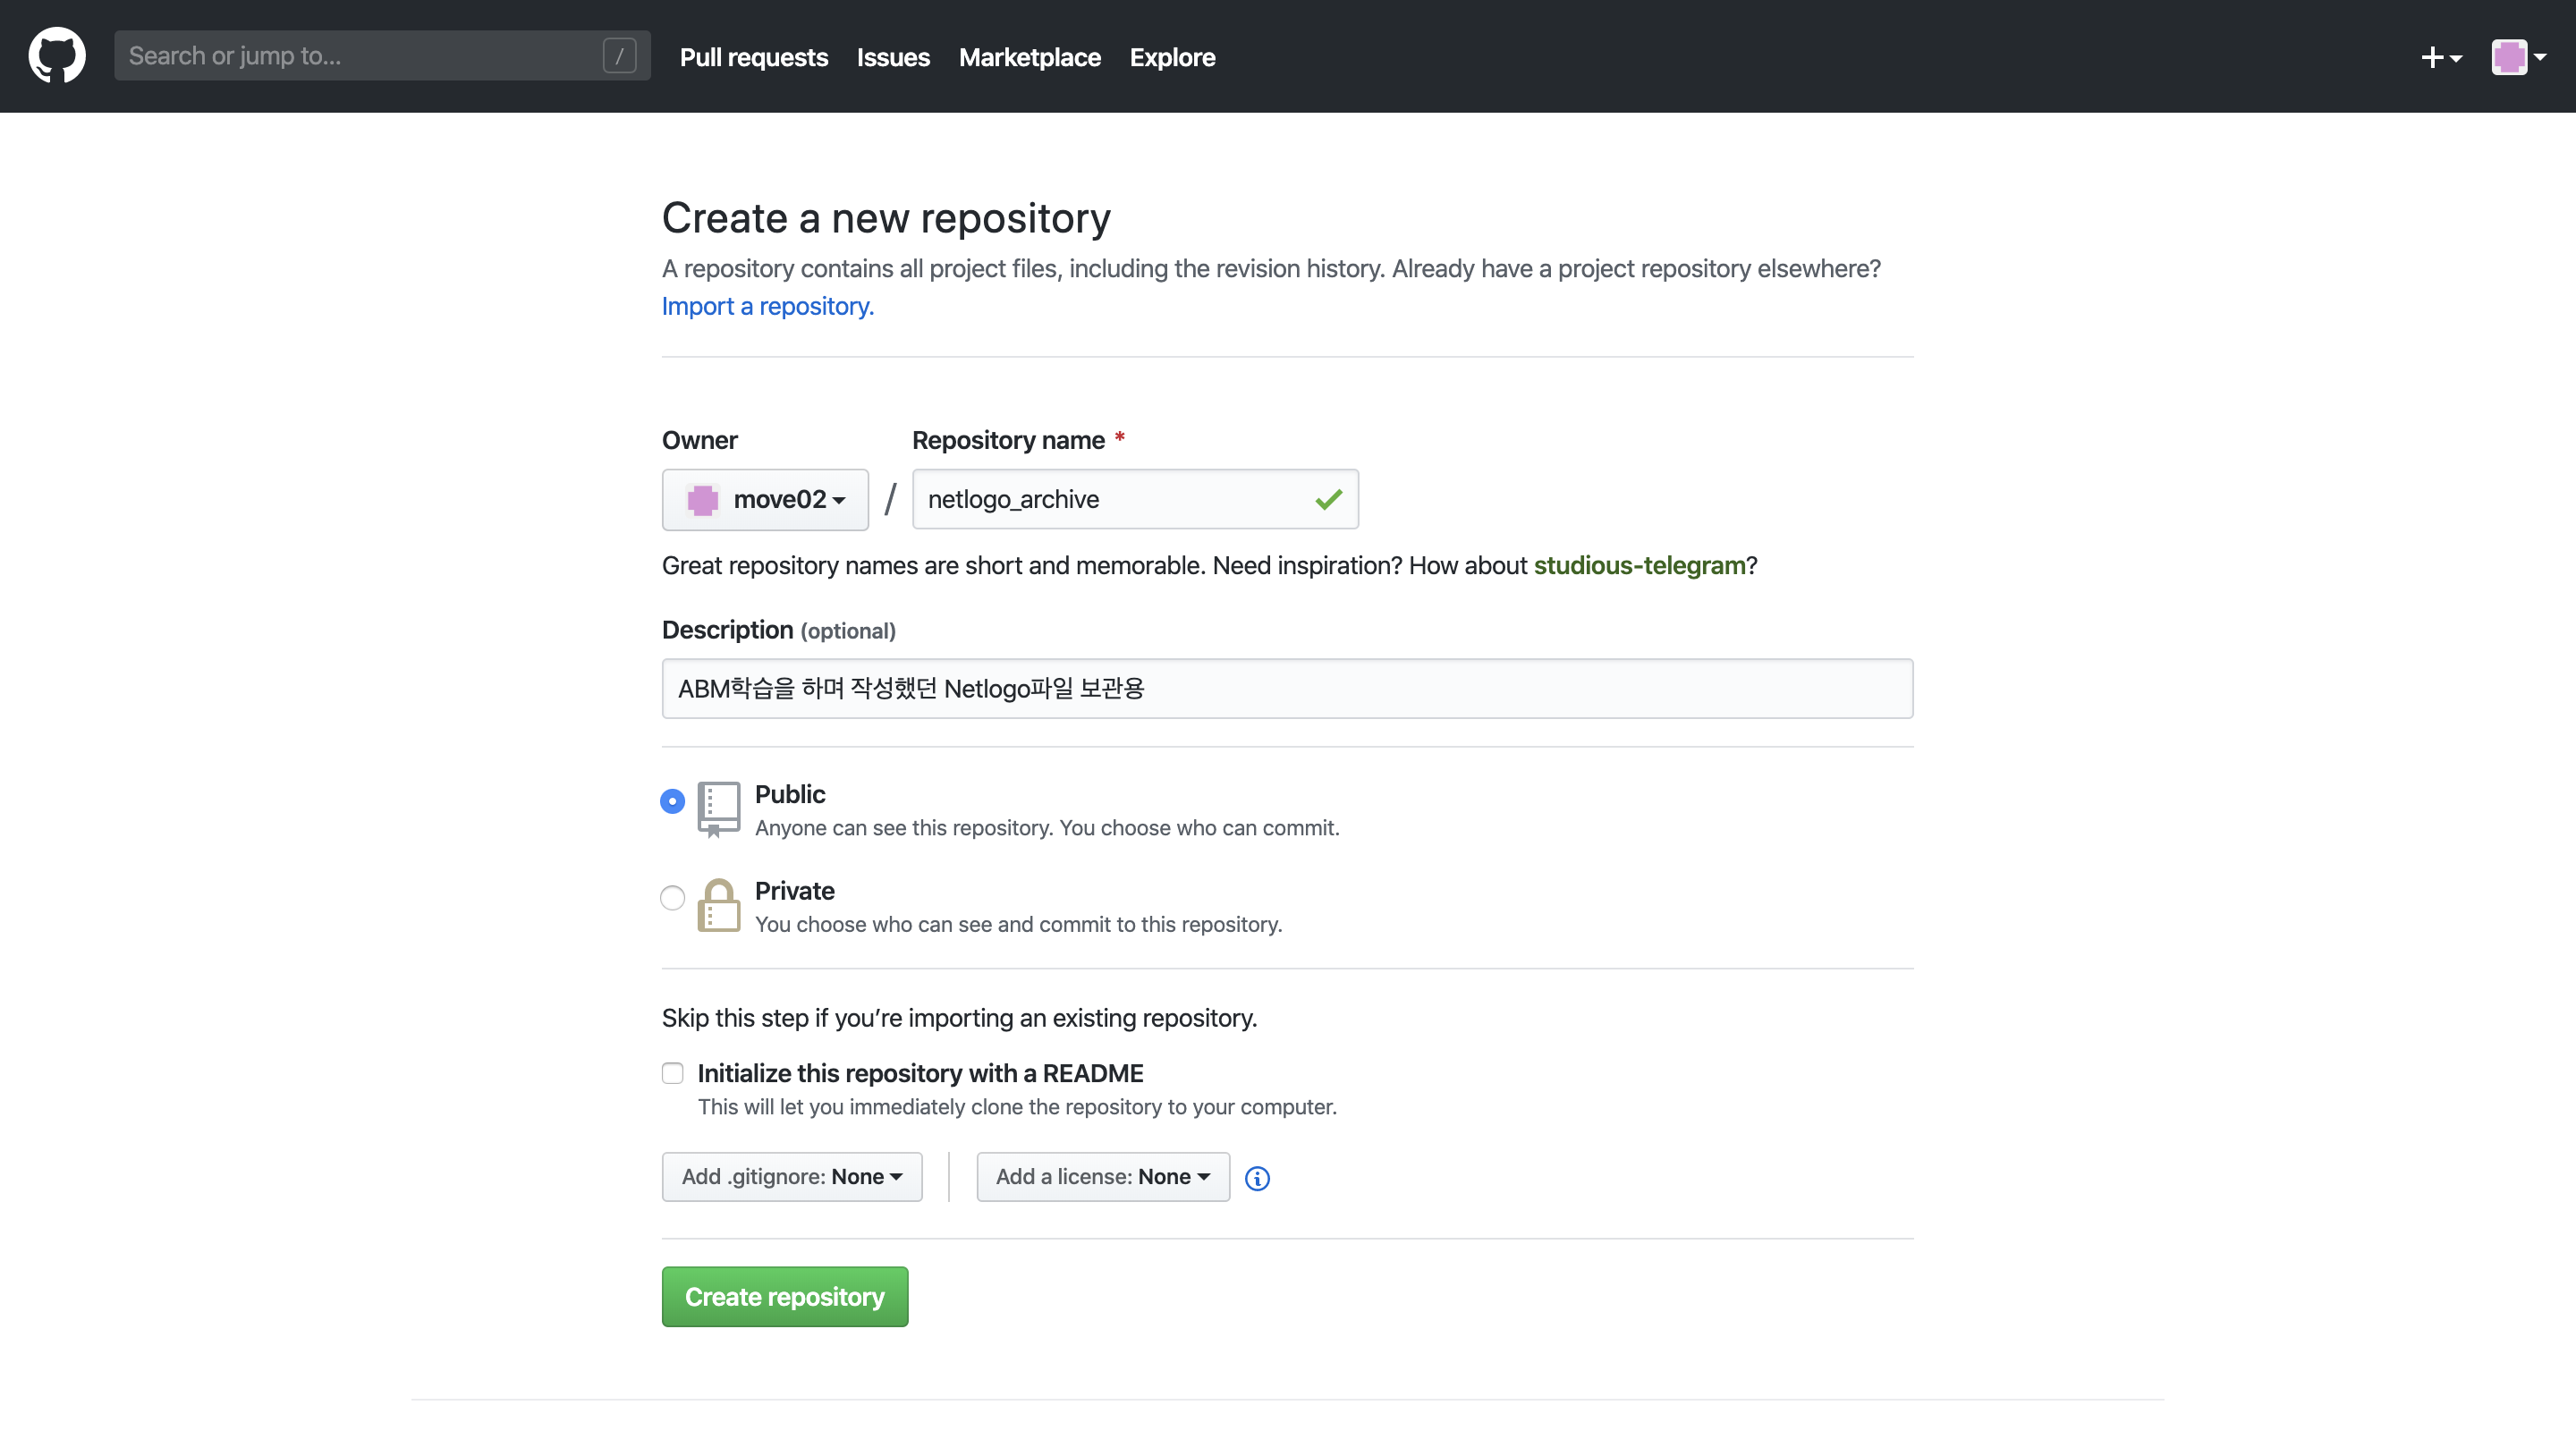 Search or jump to... /
Pull requests Issues Marketplace Explore
Create a new repository
A repository contains all project files, including the revision history. Already have a project repository elsewhere?
Import a repository.
Owner Repository name *
move02 / netlogo_archive
Great repository names are short and memorable. Need inspiration? How about studious-telegram?
Description (optional)
ABM학습을 하며 작성했던 Netlogo파일 보관용
Public
Anyone can see this repository. You choose who can commit.
Private
You choose who can see and commit to this repository.
Skip this step if you’re importing an existing repository.
Initialize this repository with a README
This will let you immediately clone the repository to your computer.
Add .gitignore: None Add a license: None
Create repository